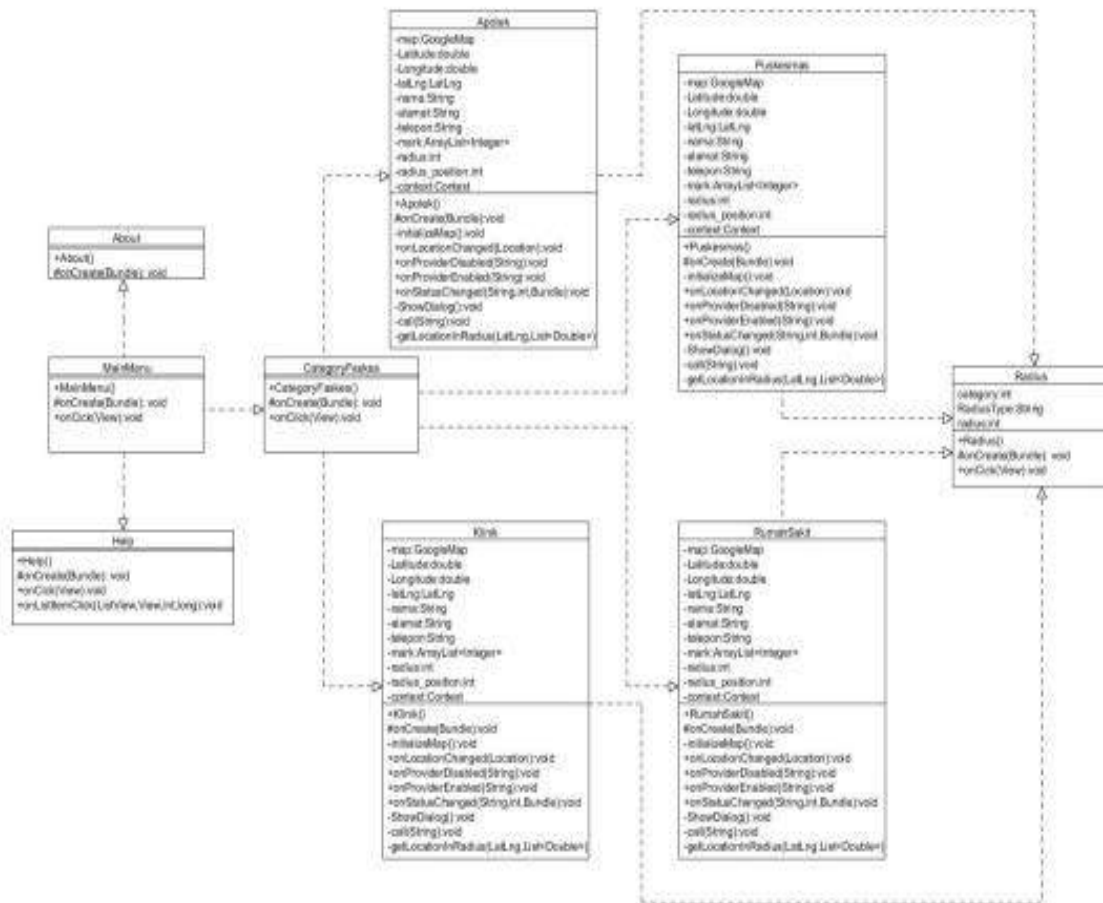 Apotek
-map:GoogleMap
-Latitude:double
-Longitude:double
-latLng:LatLng
-nama:String
-alamat:String
-telepon:String
-mark:ArrayList<Integer>
-radius:int
-radius_position:int
-context:Context
+Apotek()
#onCreate(Bundle):void
-initializeMap():void
+onLocationChanged(Location):void
+onProviderDisabled(String):void
+onProviderEnabled(String):void
+onStatusChanged(String,int,Bundle):void
-ShowDialog():void
-call(String):void
-getLocationInRadius(LatLng,List<Double>)
Puskesmas
-map:GoogleMap
-Latitude:double
-Longitude:double
-latLng:LatLng
-nama:String
-alamat:String
-telepon:String
-mark:ArrayList<Integer>
-radius:int
-radius_position:int
-context:Context
+Puskesmas()
#onCreate(Bundle):void
-initializeMap():void
+onLocationChanged(Location):void
+onProviderDisabled(String):void
+onProviderEnabled(String):void
+onStatusChanged(String,int,Bundle):void
-ShowDialog():void
-call(String):void
-getLocationInRadius(LatLng,List<Double>)
About
+About()
#onCreate(Bundle): void
MainMenu
+MainMenu()
#onCreate(Bundle): void
+onClick(View):void
CategoryFaskes
+CategoryFaskes()
#onCreate(Bundle): void
+onClick(View):void
Radius
category:int
RadiusType:String
radius:int
+Radius()
#onCreate(Bundle): void
+onClick(View):void
Help
+Help()
#onCreate(Bundle): void
+onClick(View):void
+onListItemClick(ListView,View,int,long):void
Klinik
-map:GoogleMap
-Latitude:double
-Longitude:double
-latLng:LatLng
-nama:String
-alamat:String
-telepon:String
-mark:ArrayList<Integer>
-radius:int
-radius_position:int
-context:Context
+Klinik()
#onCreate(Bundle):void
-initializeMap():void
+onLocationChanged(Location):void
+onProviderDisabled(String):void
+onProviderEnabled(String):void
+onStatusChanged(String,int,Bundle):void
-ShowDialog():void
-call(String):void
-getLocationInRadius(LatLng,List<Double>)
RumahSakit
-map:GoogleMap
-Latitude:double
-Longitude:double
-latLng:LatLng
-nama:String
-alamat:String
-telepon:String
-mark:ArrayList<Integer>
-radius:int
-radius_position:int
-context:Context
+RumahSakit()
#onCreate(Bundle):void
-initializeMap():void
+onLocationChanged(Location):void
+onProviderDisabled(String):void
+onProviderEnabled(String):void
+onStatusChanged(String,int,Bundle):void
-ShowDialog():void
-call(String):void
-getLocationInRadius(LatLng,List<Double>)